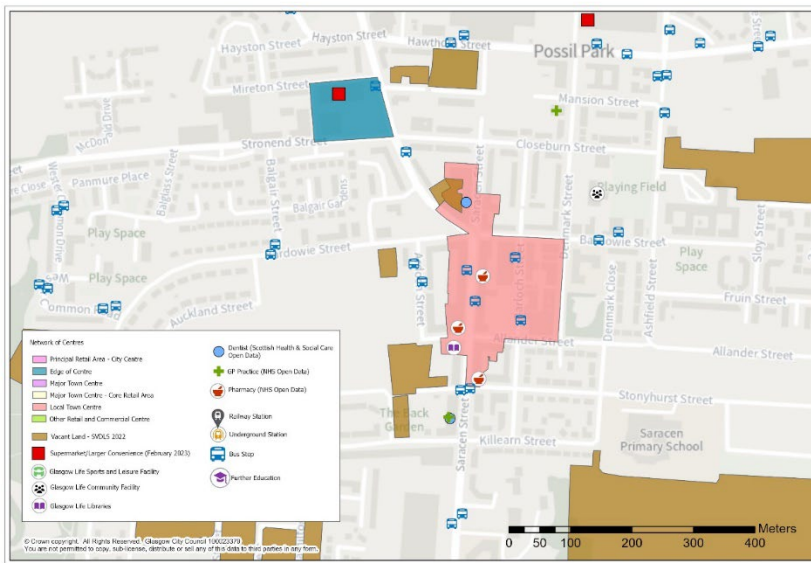 Hayston Street
Hayston Street
Hawthorn Street
Possil Park
Mireton Street
Mansion Street
McDonald Drive
Stronend Street
Closeburn Street
Panmure Place
Balglass Street
Balgair Street
Balgair Gardens
Saracen Street
Denmark Street
Playing Field
Play Space
Bardowie Street
Bardowie Street
Play Space
Sloy Street
Play Space
Common Road
Auckland Street
Denmark Close
Ashfield Street
Fruin Street
Allander Street
Allander Street
Stonyhurst Street
The Back
Garden
Killearn Street
Saracen Street
Saracen
Primary School
Network of Centres
Principal Retail Area - City Centre
Edge of Centre
Major Town Centre
Major Town Centre - Core Retail Area
Local Town Centre
Other Retail and Commercial Centre
Vacant Land - SVDLS 2022
Supermarket/Larger Convenience (February 2023)
Glasgow Life Sports and Leisure Facility
Glasgow Life Community Facility
Glasgow Life Libraries
Dentist (Scottish Health & Social Care
Open Data)
GP Practice (NHS Open Data)
Pharmacy (NHS Open Data)
Railway Station
Underground Station
Bus Stop
Further Education
Meters
0 50 100 200 300 400
© Crown copyright. All Rights Reserved. Glasgow City Council 100023379
You are not permitted to copy, sub-license, distribute or sell any of this data to third parties in any form.